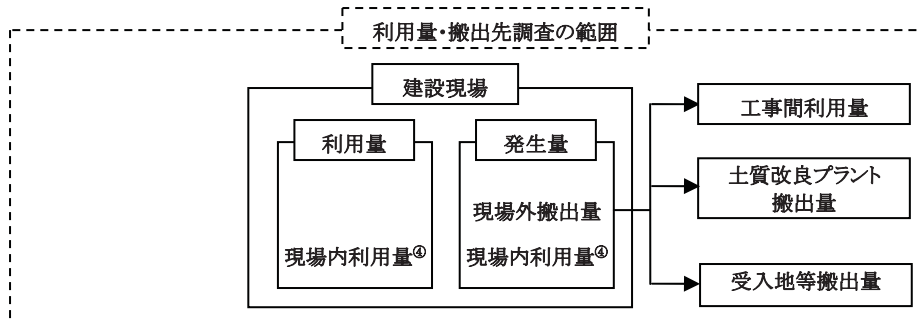 利用量・搬出先調査の範囲
建設現場
利用量
現場内利用量④
発生量
現場外搬出量
現場内利用量④
工事間利用量
土質改良プラント
搬出量
受入地等搬出量